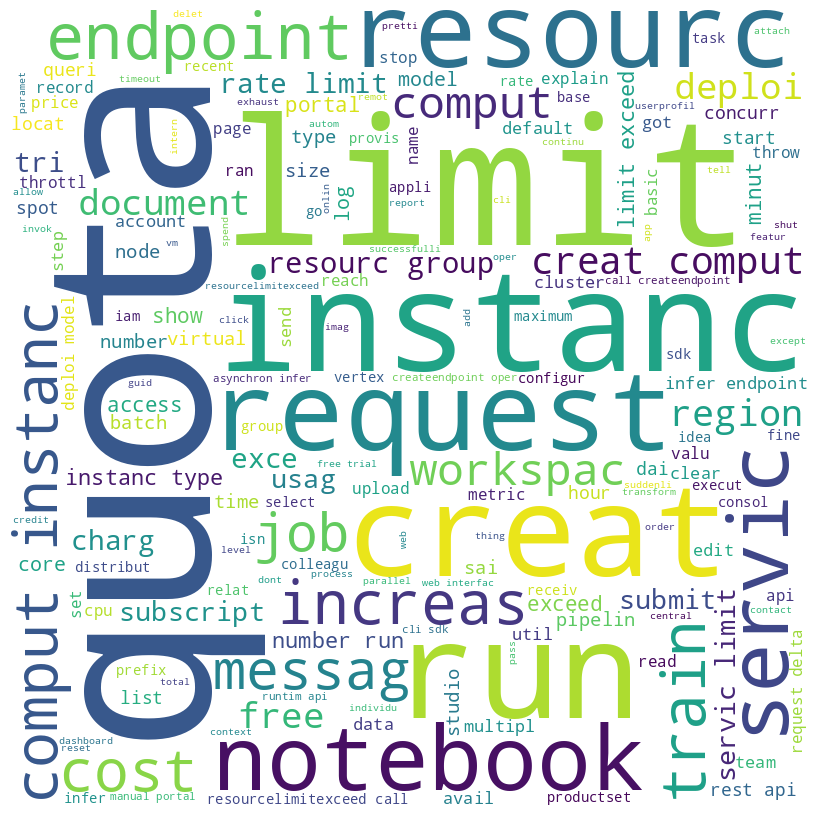 delet
pretti
resourc
attach
endpoint
task
stop
timeout
recent
queri
record
paramet
price
locat
rate limit
model
rate
explain
deploi
exhaust
remot
portal
comput
base
userprofil
intern
autom
page
type
provis
name
default
continu
limit exceed
got
concurr
start
tri
throttl
ran
size
throw
minut
basic
quota
limit
allow
document
log
onlin
go
appli
report
cli
app
tell
spot
account
invok
spend
shut
featur
step
node
vm
successfulli
oper
resourc group
creat comput
iam
show
resourcelimitexceed
reach
cluster
call createendpoint
number
virtual
click
send
instanc
imag
add
maximum
except
sdk
comput instanc
deploi model
guid
asynchron infer
vertex
createendpoint oper
configur
infer endpoint
access
batch
group
request
region
idea
fine
instanc type
exce
free trial
usag
workspac
dai
clear
valu
suddenli
transform
metric
execut
time
select
upload
hour
consol
servic
credit
charg
core
distribut
isn
level
job
web
creat
thing
order
edit
colleagu
process
sai
relat
dont
parallel
web interfac
receiv
set
cpu
subscript
increas
exceed
submit
api
contact
pipelin
number run
cli sdk
util
pass
central
train
servic limit
request delta
prefix
total
messag
run
read
list
runtim api
individu
free
data
studio
multipl
dashboard
reset
context
notebook
cost
team
infer
manual portal
resourcelimitexceed call
avail
productset
rest api